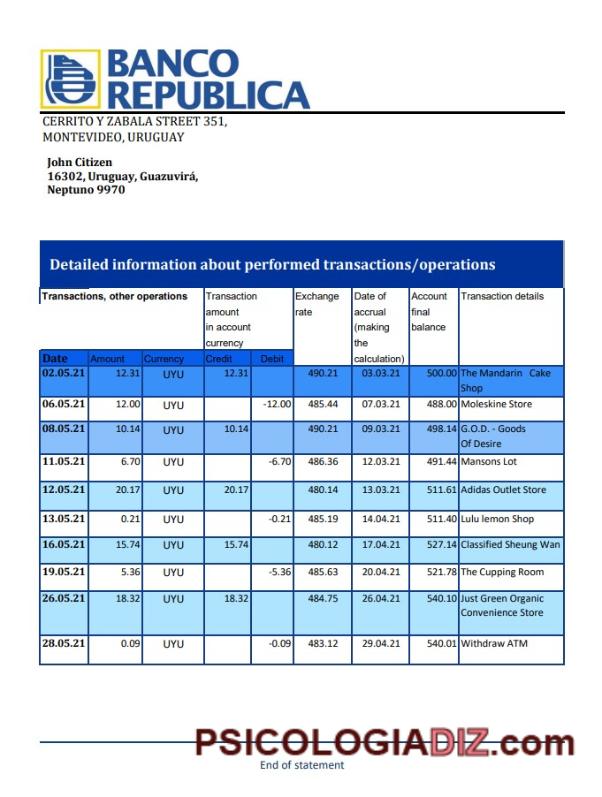 BANCO
REPUBLICA
CERRITO Y ZABALA STREET 351,
MONTEVIDEO, URUGUAY
John Citizen
16302, Uruguay, Guazuvirá,
Neptuno 9970
Detailed information about performed transactions/operations
Transactions, other operations Transaction amount in account currency Exchange rate Date of accrual (making the calculation) Account final balance Transaction details
Date Amount Currency Credit Debit
02.05.21 12.31 UYU 12.31 490.21 03.03.21 500.00 The Mandarin Cake
Shop
06.05.21 12.00 UYU -12.00 485.44 07.03.21 488.00 Moleskine Store
08.05.21 10.14 UYU 10.14 490.21 09.03.21 498.14 G.O.D. - Goods
Of Desire
11.05.21 6.70 UYU -6.70 486.36 12.03.21 491.44 Mansons Lot
12.05.21 20.17 UYU 20.17 480.14 13.03.21 511.61 Adidas Outlet Store
13.05.21 0.21 UYU -0.21 485.19 14.04.21 511.40 Lulu lemon Shop
16.05.21 15.74 UYU 15.74 480.12 17.04.21 527.14 Classified Sheung Wan
19.05.21 5.36 UYU -5.36 485.63 20.04.21 521.78 The Cupping Room
26.05.21 18.32 UYU 18.32 484.75 26.04.21 540.10 Just Green Organic
Convenience Store
28.05.21 0.09 UYU -0.09 483.12 29.04.21 540.01 Withdraw ATM
PSICOLOGIADIZ.com
End of statement